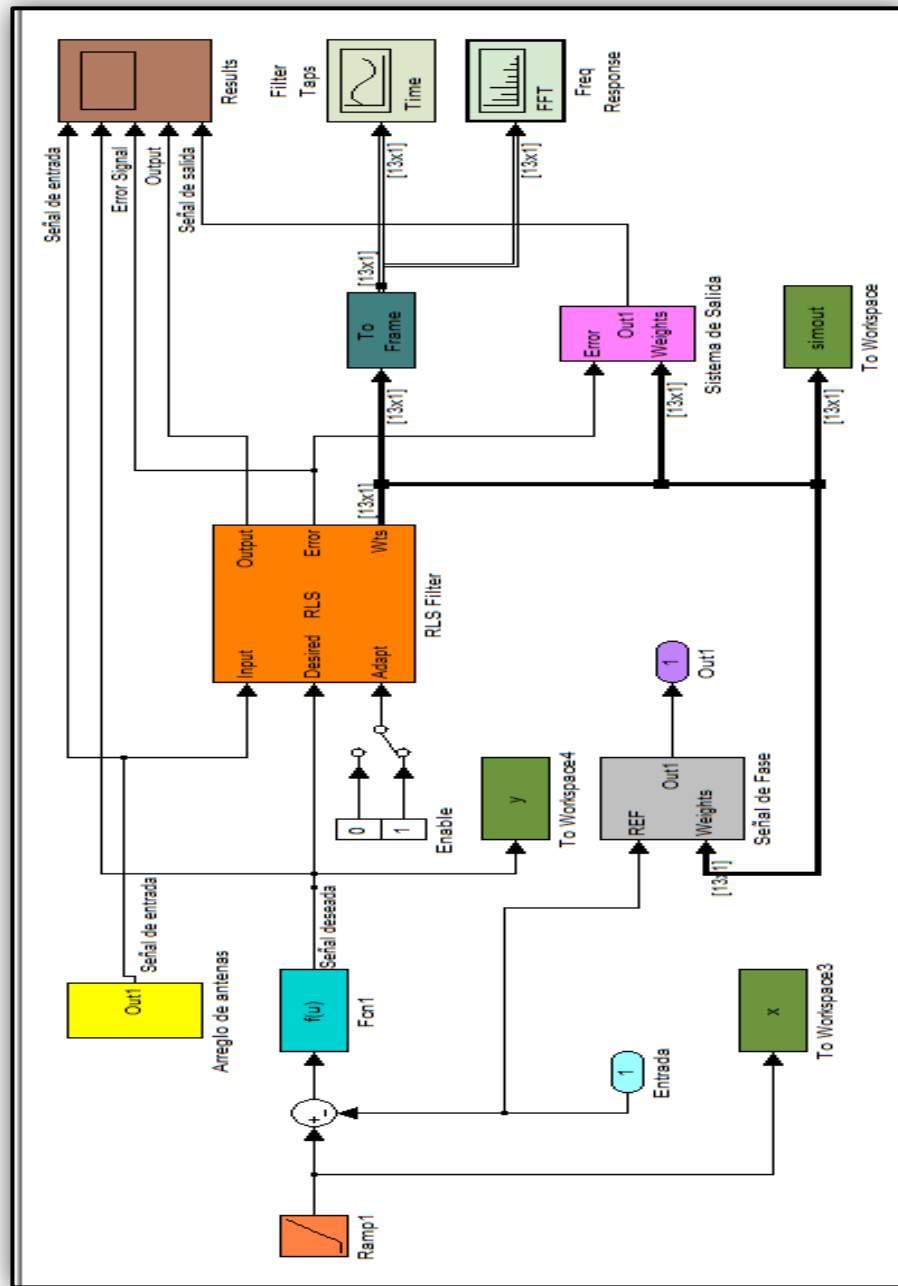 Señal de entrada
Error Signal
Output
Señal de salida
Results
Filter
Taps
Time
[13x1]
FFT
Freq
Response
[13x1]
[13x1]
To
Frame
[13x1]
Error
Out1
Weights
Sistema de Salida
[13x1]
simout
To Workspace
[13x1]
Input
Desired
Adapt
RLS
Output
Error
Wts
[13x1]
RLS Filter
0
1
Enable
Out1
Señal de entrada
Arreglo de antenas
f(u)
Fcn1
Señal deseada
y
To Workspace4
REF
Out1
Weights
Señal de Fase
[13x1]
1
Out1
+
-
Ramp1
1
Entrada
x
To Workspace3